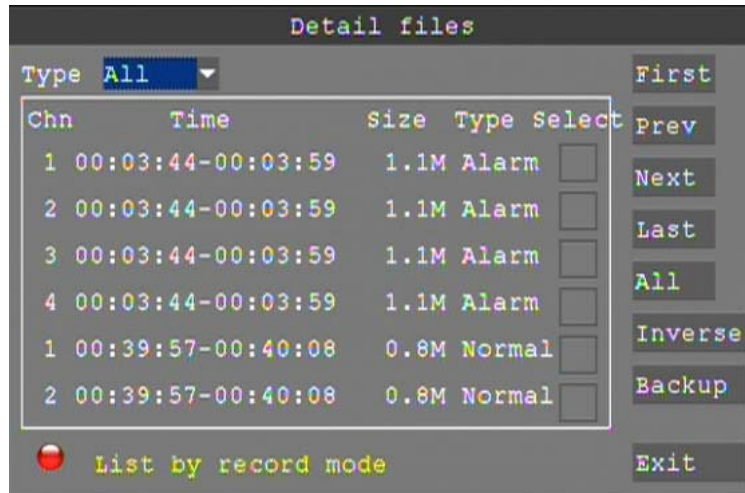 Detail files
Type All
First
Chn Time Size Type Select
Prev
1 00:03:44-00:03:59 1.1M Alarm
Next
2 00:03:44-00:03:59 1.1M Alarm
Last
3 00:03:44-00:03:59 1.1M Alarm
All
4 00:03:44-00:03:59 1.1M Alarm
Inverse
1 00:39:57-00:40:08 0.8M Normal
Backup
2 00:39:57-00:40:08 0.8M Normal
List by record mode
Exit